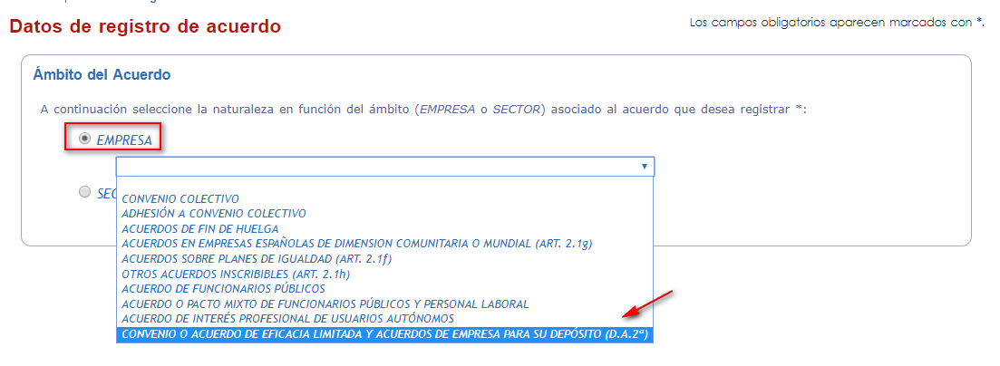 Datos de registro de acuerdo
Los campos obligatorios aparecen marcados con *.
Ámbito del Acuerdo
A continuación seleccione la naturaleza en función del ámbito (EMPRESA o SECTOR) asociado al acuerdo que desea registrar *:
EMPRESA
SEC
CONVENIO COLECTIVO
ADHESIÓN A CONVENIO COLECTIVO
ACUERDOS DE FIN DE HUELGA
ACUERDOS EN EMPRESAS ESPAÑOLAS DE DIMENSION COMUNITARIA O MUNDIAL (ART. 2.1g)
ACUERDOS SOBRE PLANES DE IGUALDAD (ART. 2.1f)
OTROS ACUERDOS INSCRIBIBLES (ART. 2.1h)
ACUERDO DE FUNCIONARIOS PÚBLICOS
ACUERDO O PACTO MIXTO DE FUNCIONARIOS PÚBLICOS Y PERSONAL LABORAL
ACUERDO DE INTERÉS PROFESIONAL DE USUARIOS AUTÓNOMOS
CONVENIO O ACUERDO DE EFICACIA LIMITADA Y ACUERDOS DE EMPRESA PARA SU DEPÓSITO (D.A.2ª)